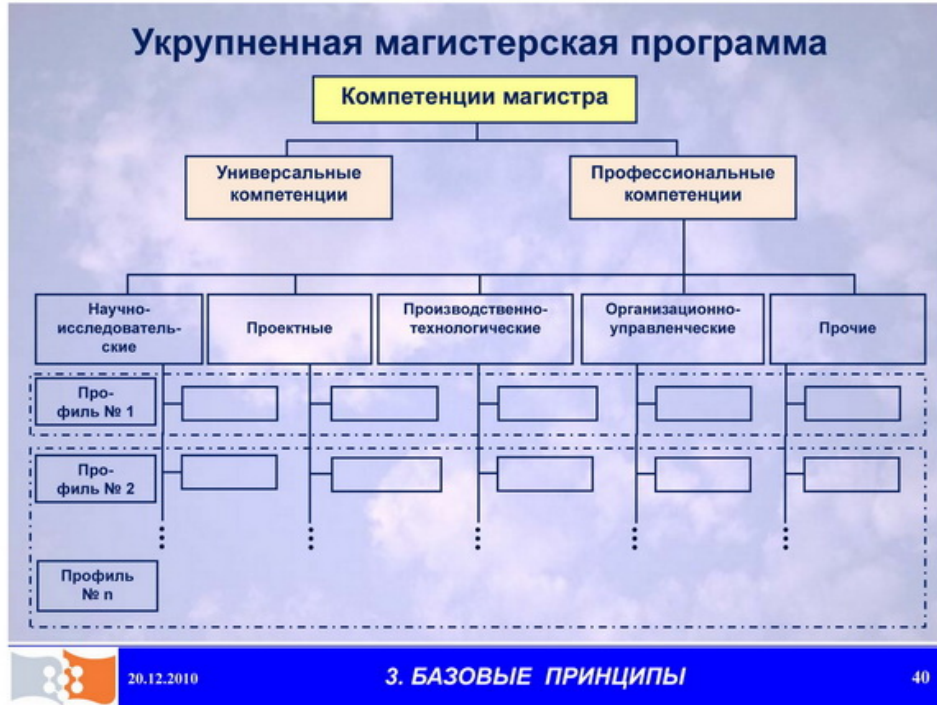 Укрупненная магистерская программа
Компетенции магистра
Универсальные
компетенции
Профессиональные
компетенции
Научно-
исследователь-
ские
Проектные
Производственно-
технологические
Организационно-
управленческие
Прочие
Про-
филь № 1
Про-
филь № 2
Профиль
№ n
20.12.2010
3. БАЗОВЫЕ ПРИНЦИПЫ
40